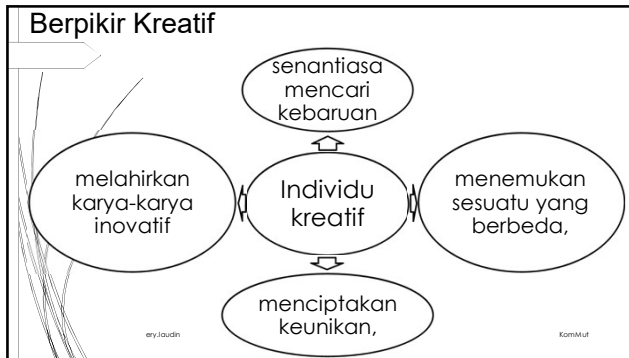 Berpikir Kreatif
senantiasa
mencari
kebaruan
melahirkan
karya-karya
inovatif
Individu
kreatif
menemukan
sesuatu yang
berbeda,
menciptakan
keunikan,
ery.laudin
KomMut